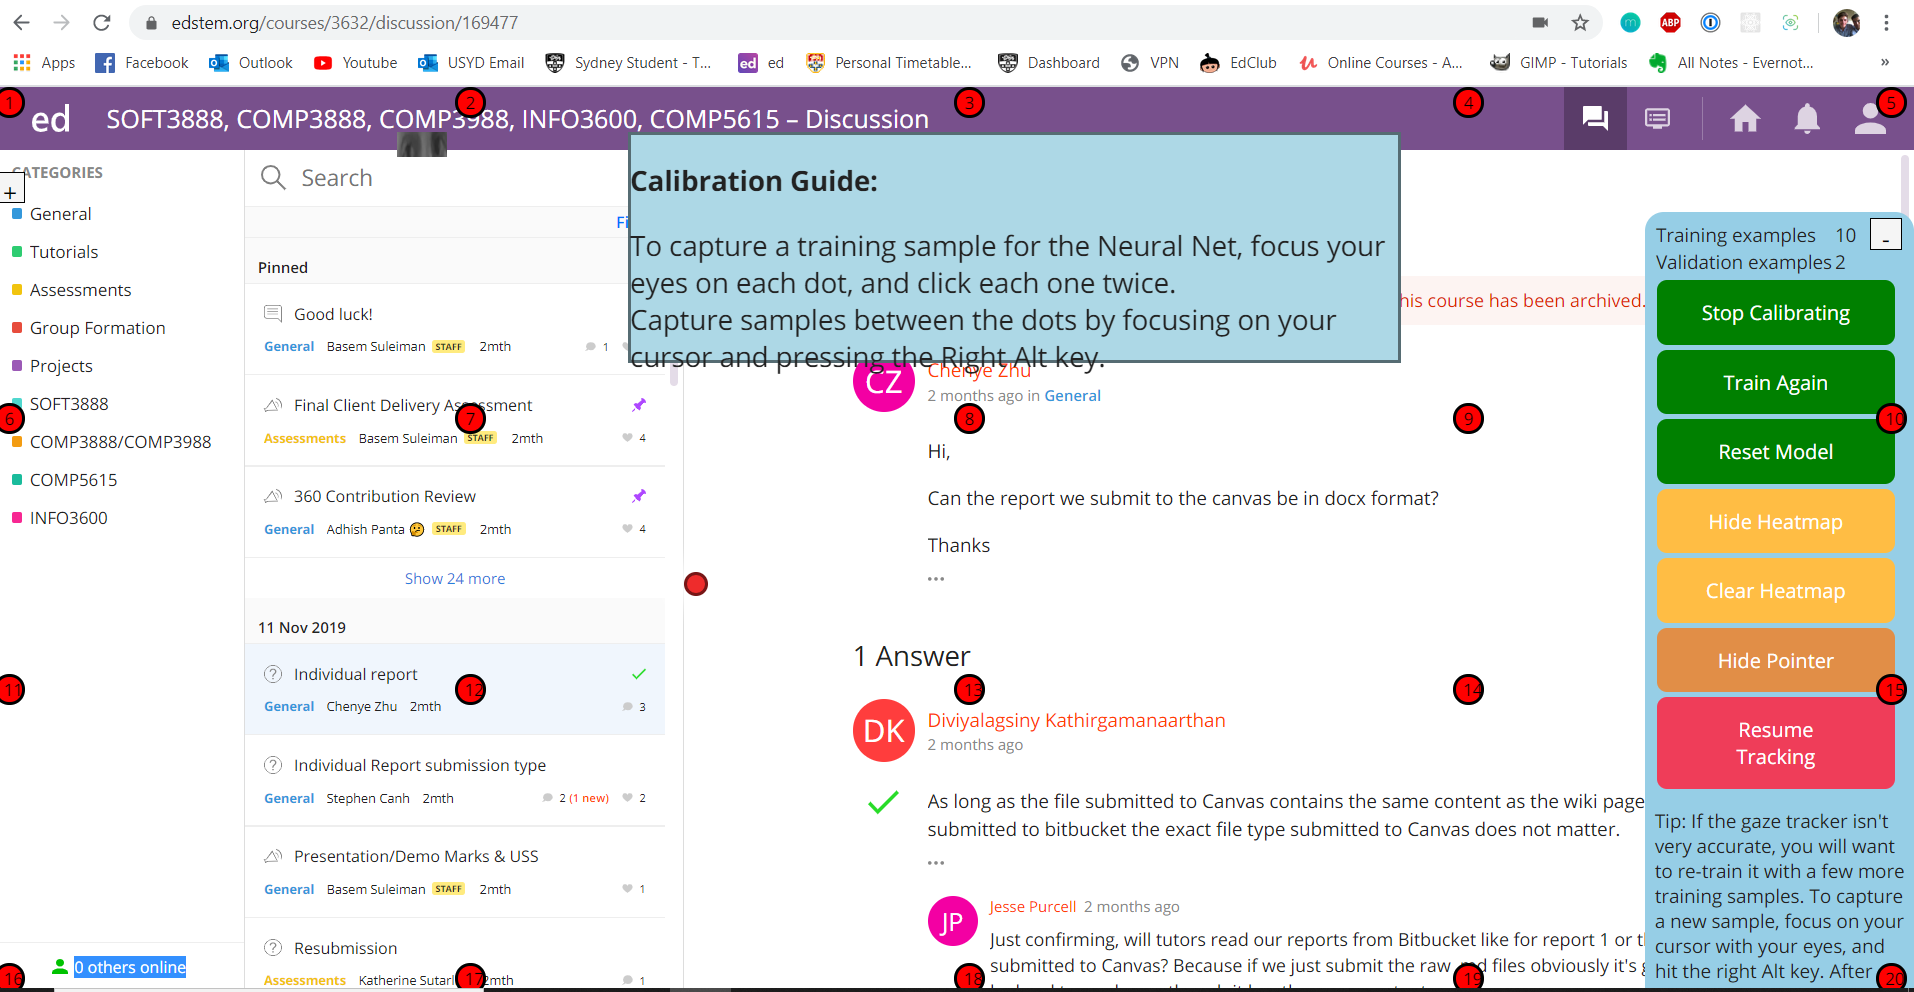 edstem.org/courses/3632/discussion/169477
Apps Facebook Outlook Youtube USYD Email Sydney Student - T... ed ed Personal Timetable... Dashboard VPN EdClub Online Courses - A... GIMP - Tutorials All Notes - Evernot... »
1 2 3 4 5
ed SOFT3888, COMP3888, COMP3988, INFO3600, COMP5615 – Discussion
CATEGORIES
+
General
Tutorials
Assessments
Group Formation
Projects
SOFT3888
COMP3888/COMP3988
COMP5615
INFO3600
0 others online
Search
Pinned
Good luck!
General Basem Suleiman STAFF 2mth 1
Final Client Delivery Assessment
Assessments Basem Suleiman STAFF 2mth 4
360 Contribution Review
General Adhish Panta STAFF 2mth 4
Show 24 more
11 Nov 2019
Individual report
General Chenye Zhu 2mth 3
Individual Report submission type
General Stephen Canh 2mth 2 (1 new) 2
Presentation/Demo Marks & USS
General Basem Suleiman STAFF 2mth 1
Resubmission
Assessments Katherine 2mth 1
Calibration Guide:
To capture a training sample for the Neural Net, focus your
eyes on each dot, and click each one twice.
Capture samples between the dots by focusing on your
cursor and pressing the Right Alt key.
his course has been archived.
CZ Chenye Zhu
2 months ago in General
6 7 8 9 10
Hi,
Can the report we submit to the canvas be in docx format?
Thanks
...
1 Answer
11 12 13 14 15
DK Diviyalagsiny Kathirgamanaarthan
2 months ago
As long as the file submitted to Canvas contains the same content as the wiki page
submitted to bitbucket the exact file type submitted to Canvas does not matter.
...
JP Jesse Purcell 2 months ago
Just confirming, will tutors read our reports from Bitbucket like for report 1 or
submitted to Canvas? Because if we just submit the raw files obviously it's
16 17 18 19 20
Training examples 10 -
Validation examples 2
Stop Calibrating
Train Again
Reset Model
Hide Heatmap
Clear Heatmap
Hide Pointer
Resume
Tracking
Tip: If the gaze tracker isn't
very accurate, you will want
to re-train it with a few more
training samples. To capture
a new sample, focus on your
cursor with your eyes, and
hit the right Alt key. After